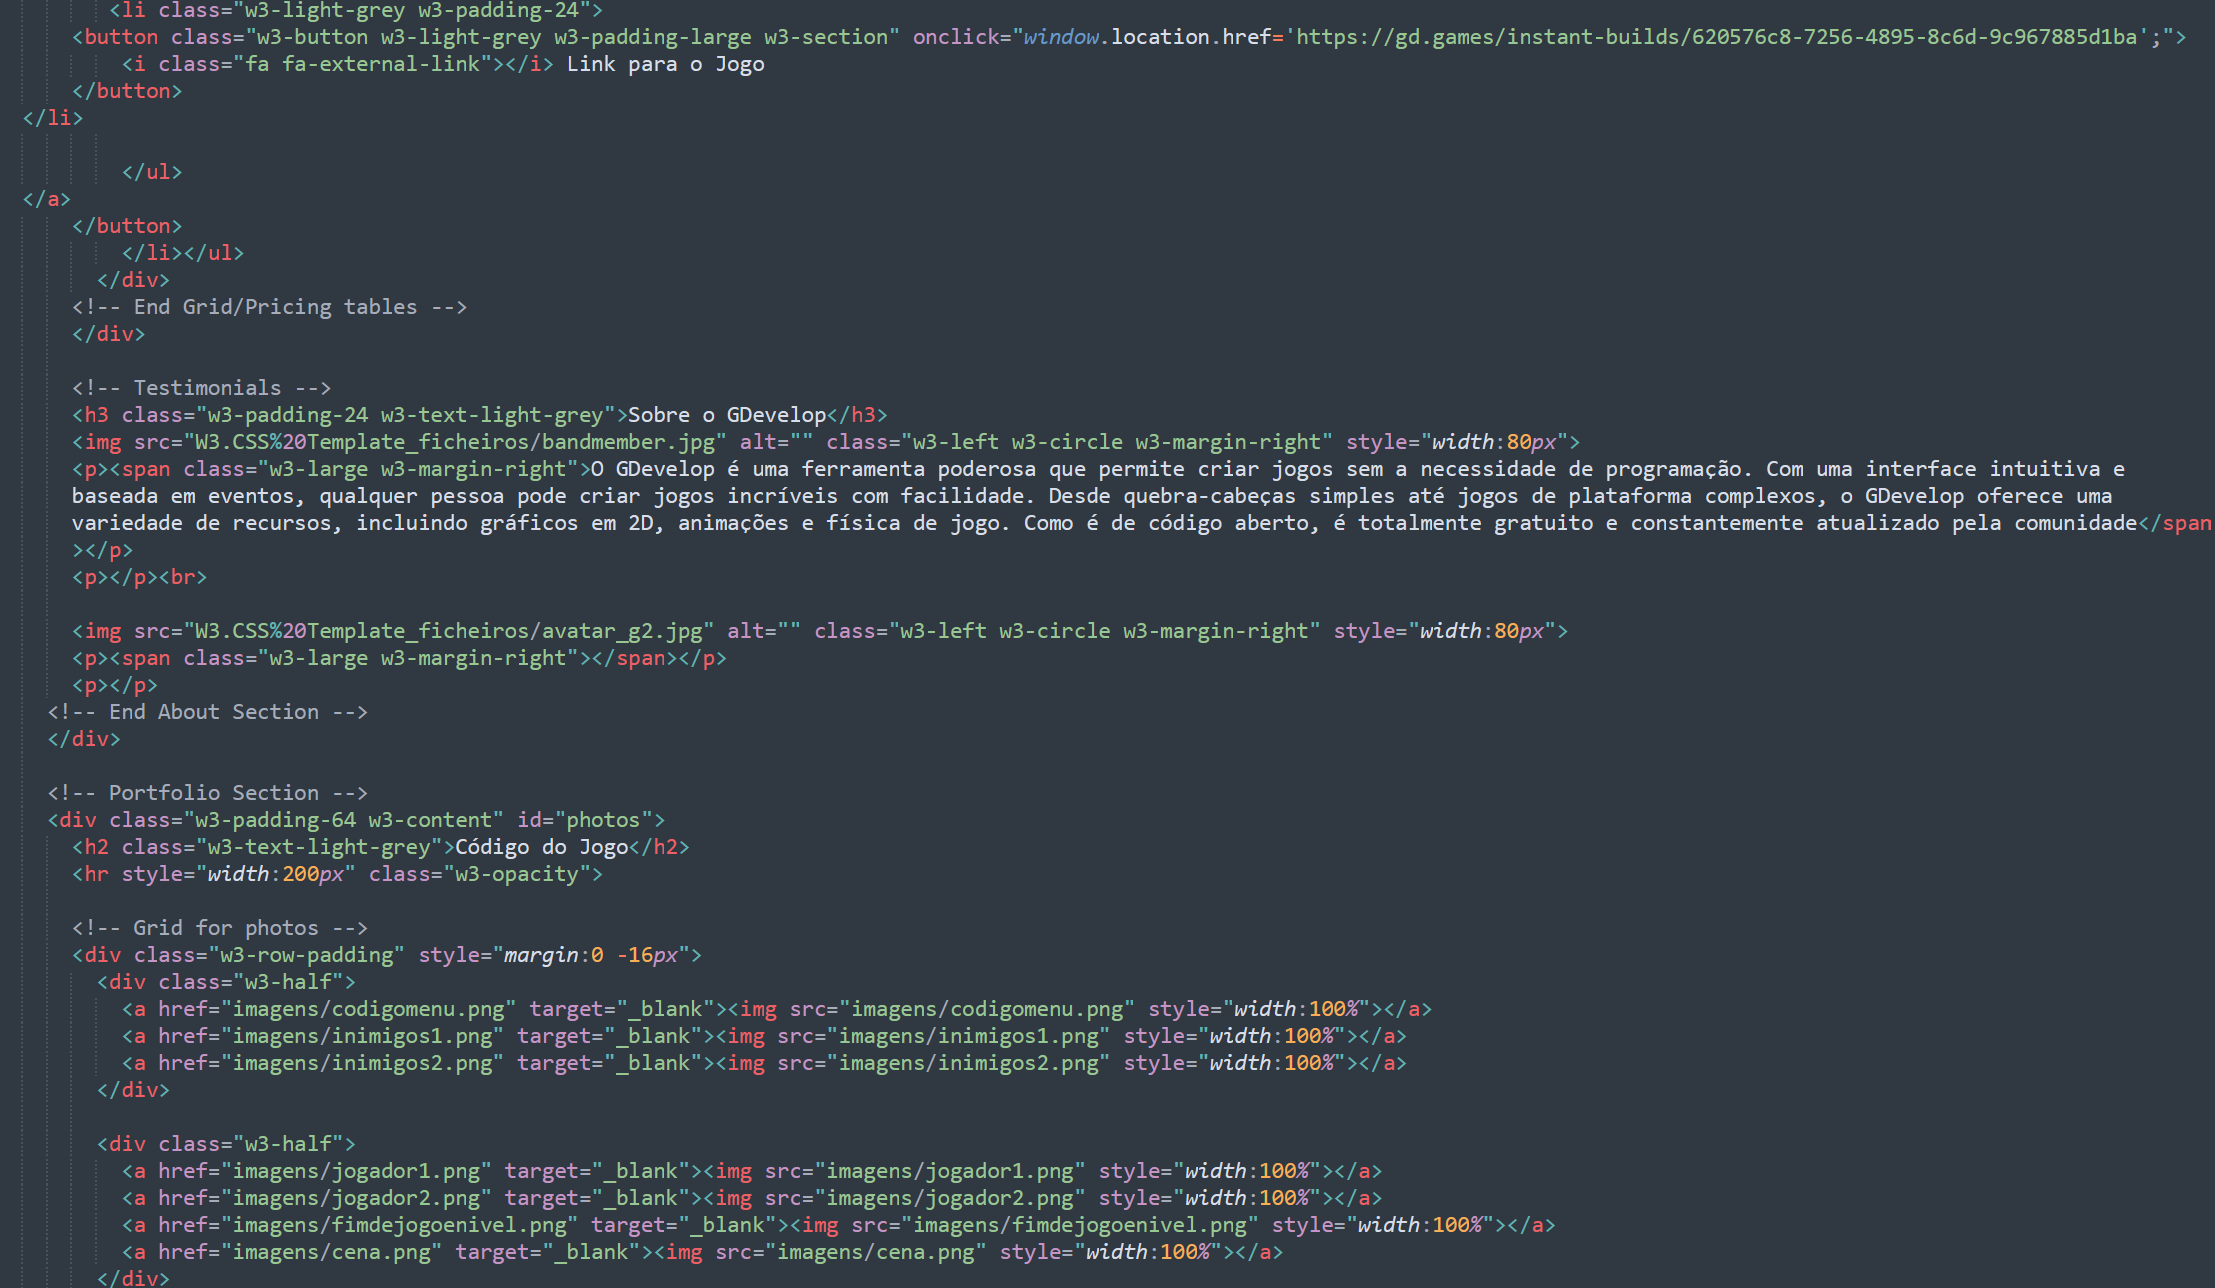 <li class="w3-light-grey w3-padding-24">
<button class="w3-button w3-light-grey w3-padding-large w3-section" onclick="window.location.href='https://gd.games/instant-builds/620576c8-7256-4895-8c6d-9c967885d1ba';">
<i class="fa fa-external-link"></i> Link para o Jogo
</button>
</li>
</ul>
</a>
</button>
</li></ul>
</div>
<!-- End Grid/Pricing tables -->
</div>
<!-- Testimonials -->
<h3 class="w3-padding-24 w3-text-light-grey">Sobre o GDevelop</h3>
<img src="W3.CSS%20Template_ficheiros/bandmember.jpg" alt="" class="w3-left w3-circle w3-margin-right" style="width:80px">
<p><span class="w3-large w3-margin-right">O GDevelop é uma ferramenta poderosa que permite criar jogos sem a necessidade de programação. Com uma interface intuitiva e
baseada em eventos, qualquer pessoa pode criar jogos incríveis com facilidade. Desde quebra-cabeças simples até jogos de plataforma complexos, o GDevelop oferece uma
variedade de recursos, incluindo gráficos em 2D, animações e física de jogo. Como é de código aberto, é totalmente gratuito e constantemente atualizado pela comunidade</span
></p>
<p></p><br>
<img src="W3.CSS%20Template_ficheiros/avatar_g2.jpg" alt="" class="w3-left w3-circle w3-margin-right" style="width:80px">
<p><span class="w3-large w3-margin-right"></span></p>
<p></p>
<!-- End About Section -->
</div>
<!-- Portfolio Section -->
<div class="w3-padding-64 w3-content" id="photos">
<h2 class="w3-text-light-grey">Código do Jogo</h2>
<hr style="width:200px" class="w3-opacity">
<!-- Grid for photos -->
<div class="w3-row-padding" style="margin:0 -16px">
<div class="w3-half">
<a href="imagens/codigomenu.png" target="_blank"><img src="imagens/codigomenu.png" style="width:100%"></a>
<a href="imagens/inimigos1.png" target="_blank"><img src="imagens/inimigos1.png" style="width:100%"></a>
<a href="imagens/inimigos2.png" target="_blank"><img src="imagens/inimigos2.png" style="width:100%"></a>
</div>
<div class="w3-half">
<a href="imagens/jogador1.png" target="_blank"><img src="imagens/jogador1.png" style="width:100%"></a>
<a href="imagens/jogador2.png" target="_blank"><img src="imagens/jogador2.png" style="width:100%"></a>
<a href="imagens/fimdejogoenivel.png" target="_blank"><img src="imagens/fimdejogoenivel.png" style="width:100%"></a>
<a href="imagens/cena.png" target="_blank"><img src="imagens/cena.png" style="width:100%"></a>
</div>